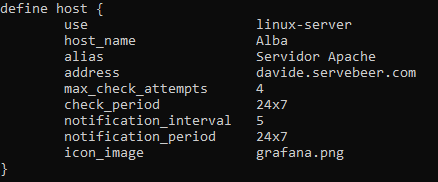 define host {
use linux-server
host_name Alba
alias Servidor Apache
address davide.servebeer.com
max_check_attempts 4
check_period 24x7
notification_interval 5
notification_period 24x7
icon_image grafana.png
}